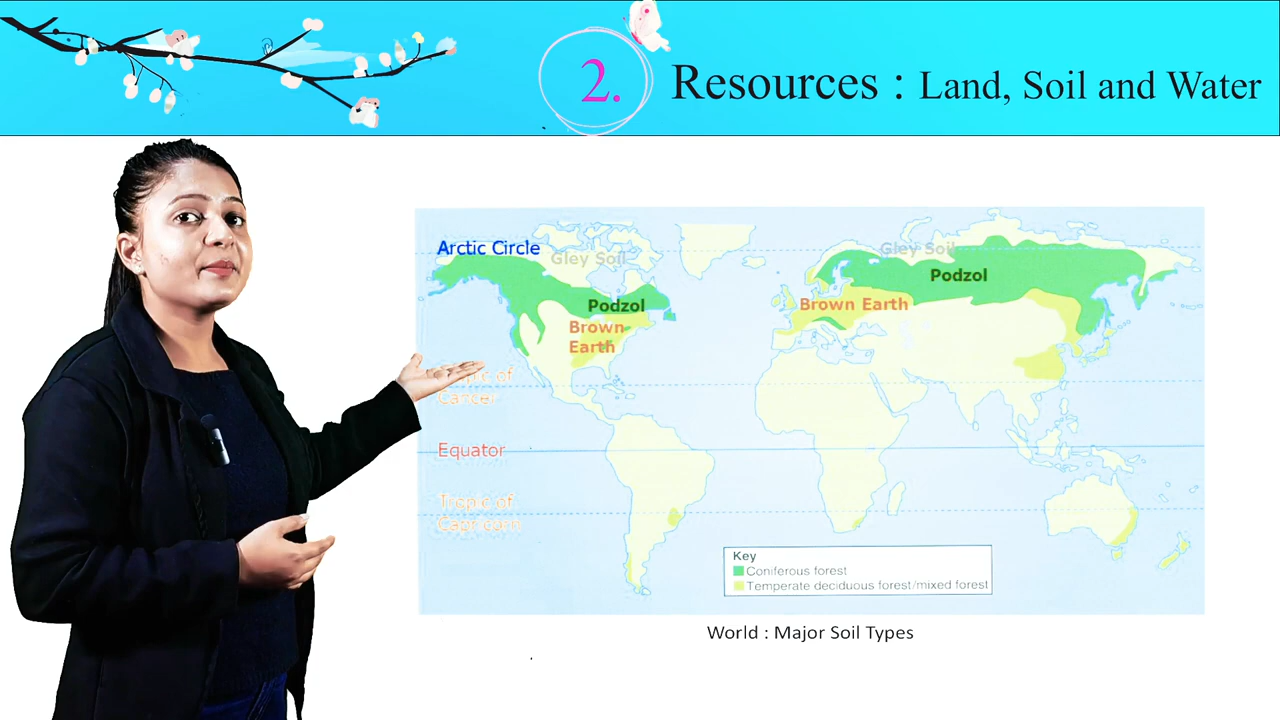 2. Resources : Land, Soil and Water
Arctic Circle
Gley Soil
Gley Soil
Podzol
Podzol
Brown Earth
Brown
Earth
Tropic of
Cancer
Equator
Tropic of
Capricorn
Key
Coniferous forest
Temperate deciduous forest/mixed forest
World : Major Soil Types